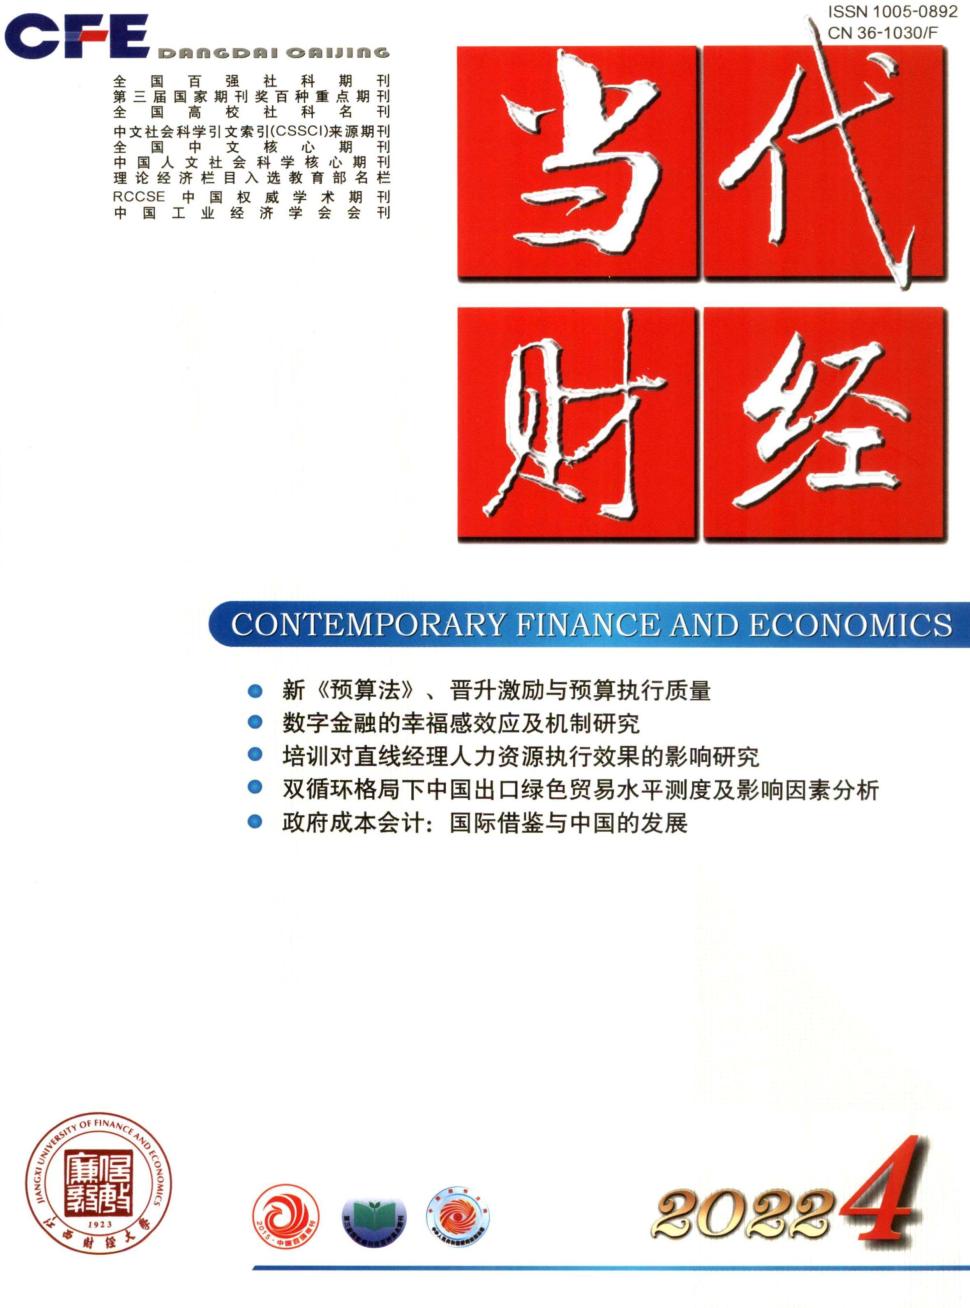 CFE
DANGDAI CAIJING
全国百强社科期刊
第三届国家期刊奖百种重点期刊
全国高校社科名刊
中文社会科学引文索引(CSSCI)来源期刊
全国中文核心期刊
中国人文社会科学核心期刊
理论经济栏目入选教育部名栏
RCCSE 中国权威学术期刊
中国工业经济学会会刊
ISSN 1005-0892
CN 36-1030/F
当代
财经
CONTEMPORARY FINANCE AND ECONOMICS
新《预算法》、晋升激励与预算执行质量
数字金融的幸福感效应及机制研究
培训对直线经理人力资源执行效果的影响研究
双循环格局下中国出口绿色贸易水平测度及影响因素分析
政府成本会计：国际借鉴与中国的发展
JIANGXI UNIVERSITY OF FINANCE AND ECONOMICS
1923
江西财经大学
2015·中国百强报刊
2022 4